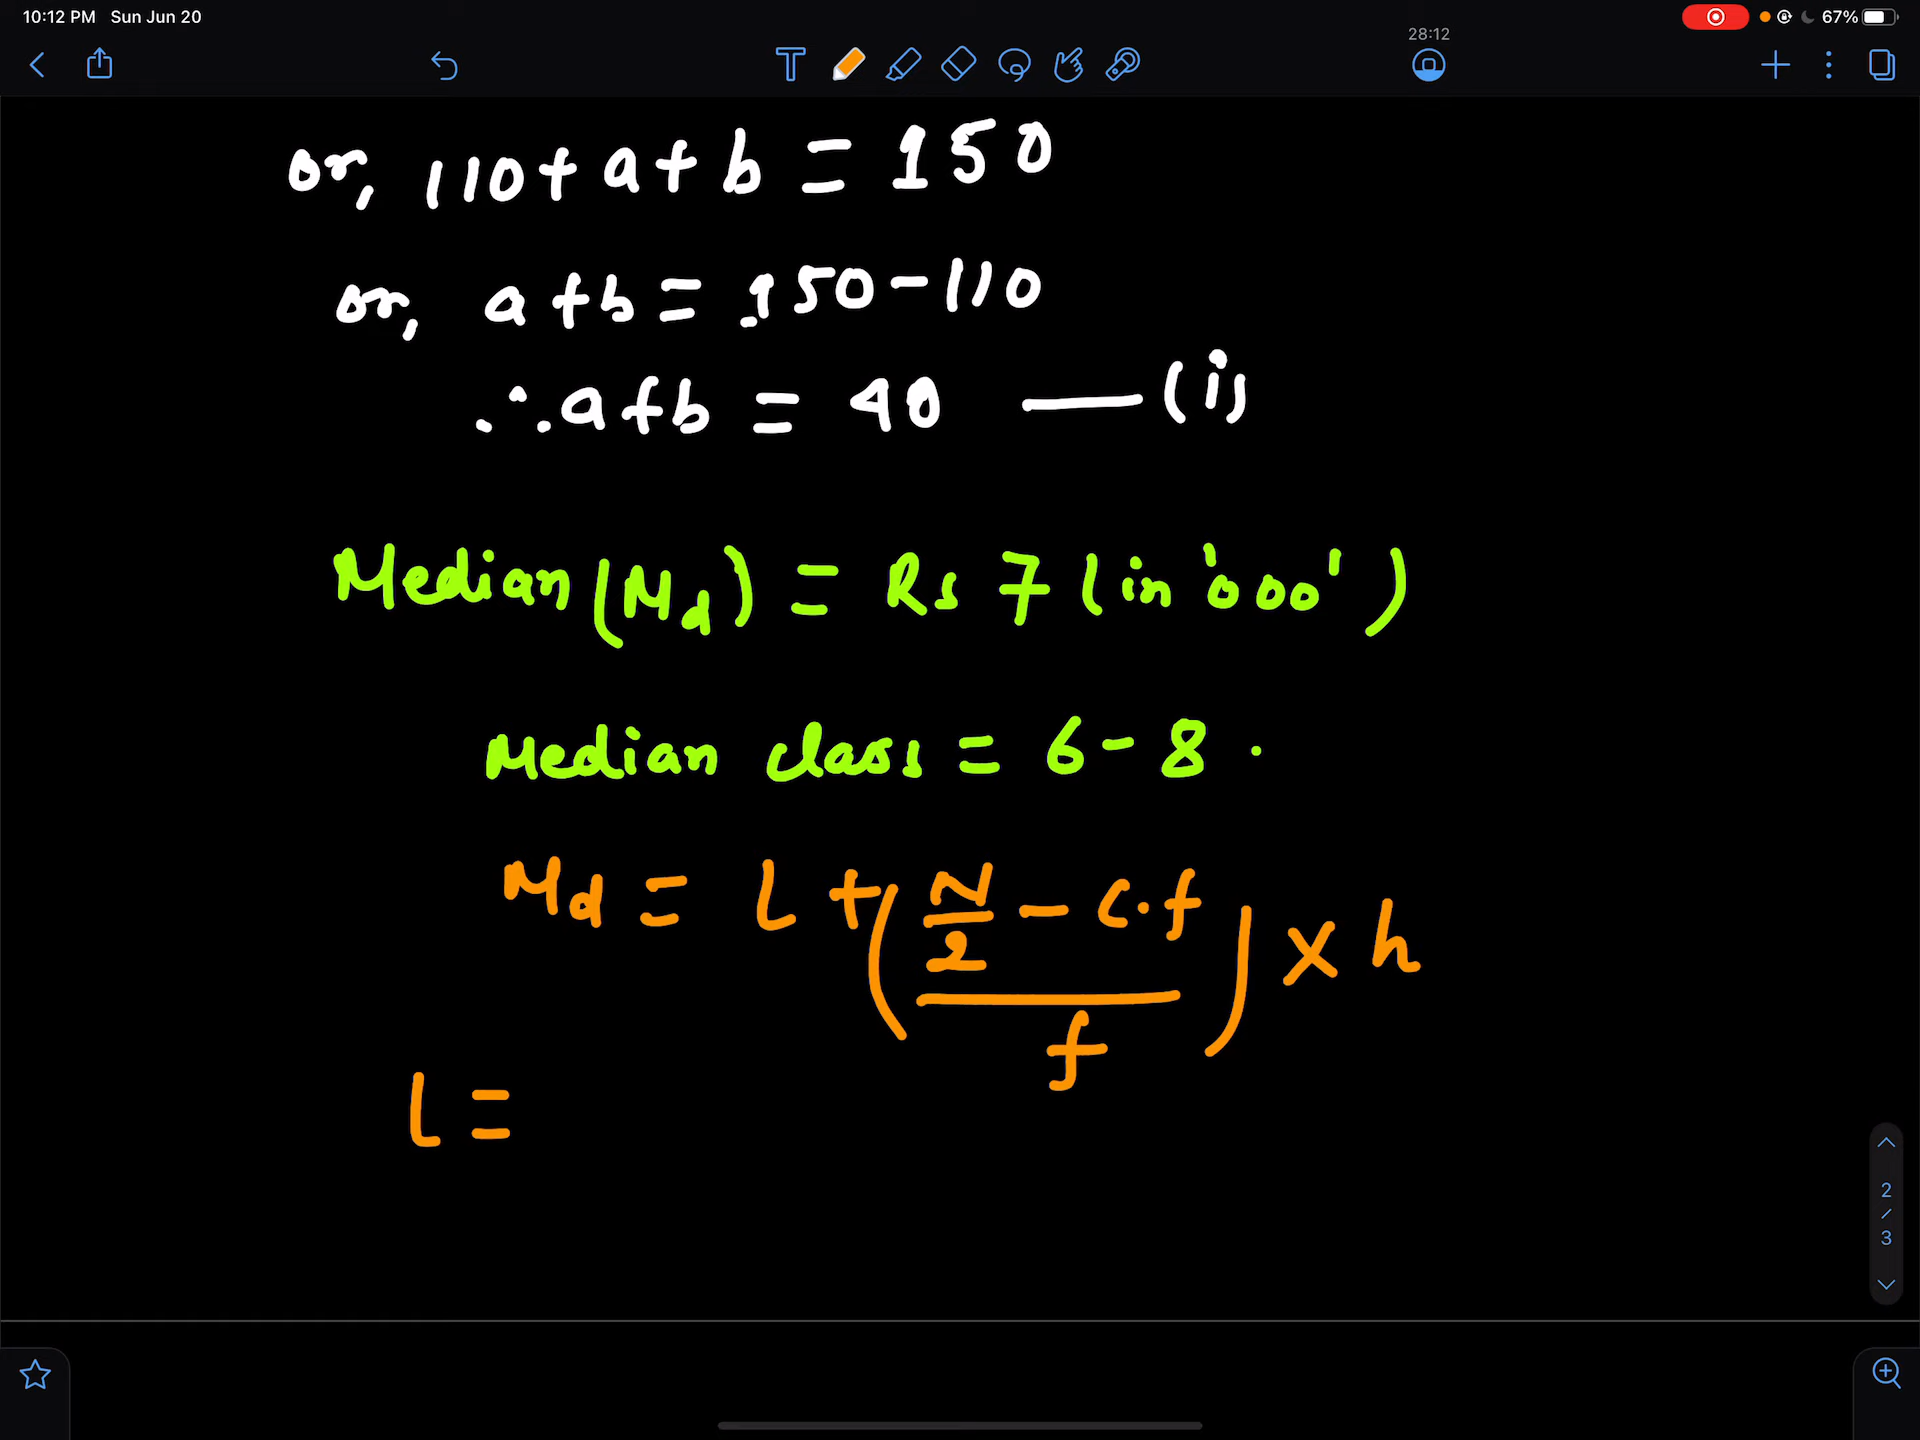 10:12 PM Sun Jun 20
67%
28:12
or, 110 + a + b = 150
or, a + b = 150 - 110
∴ a + b = 40 — (i)
Median (Md) = Rs 7 (in '000')
Median class = 6 - 8 .
Md = l + ( (N/2 - c.f) / f ) × h
l =
2
/
3